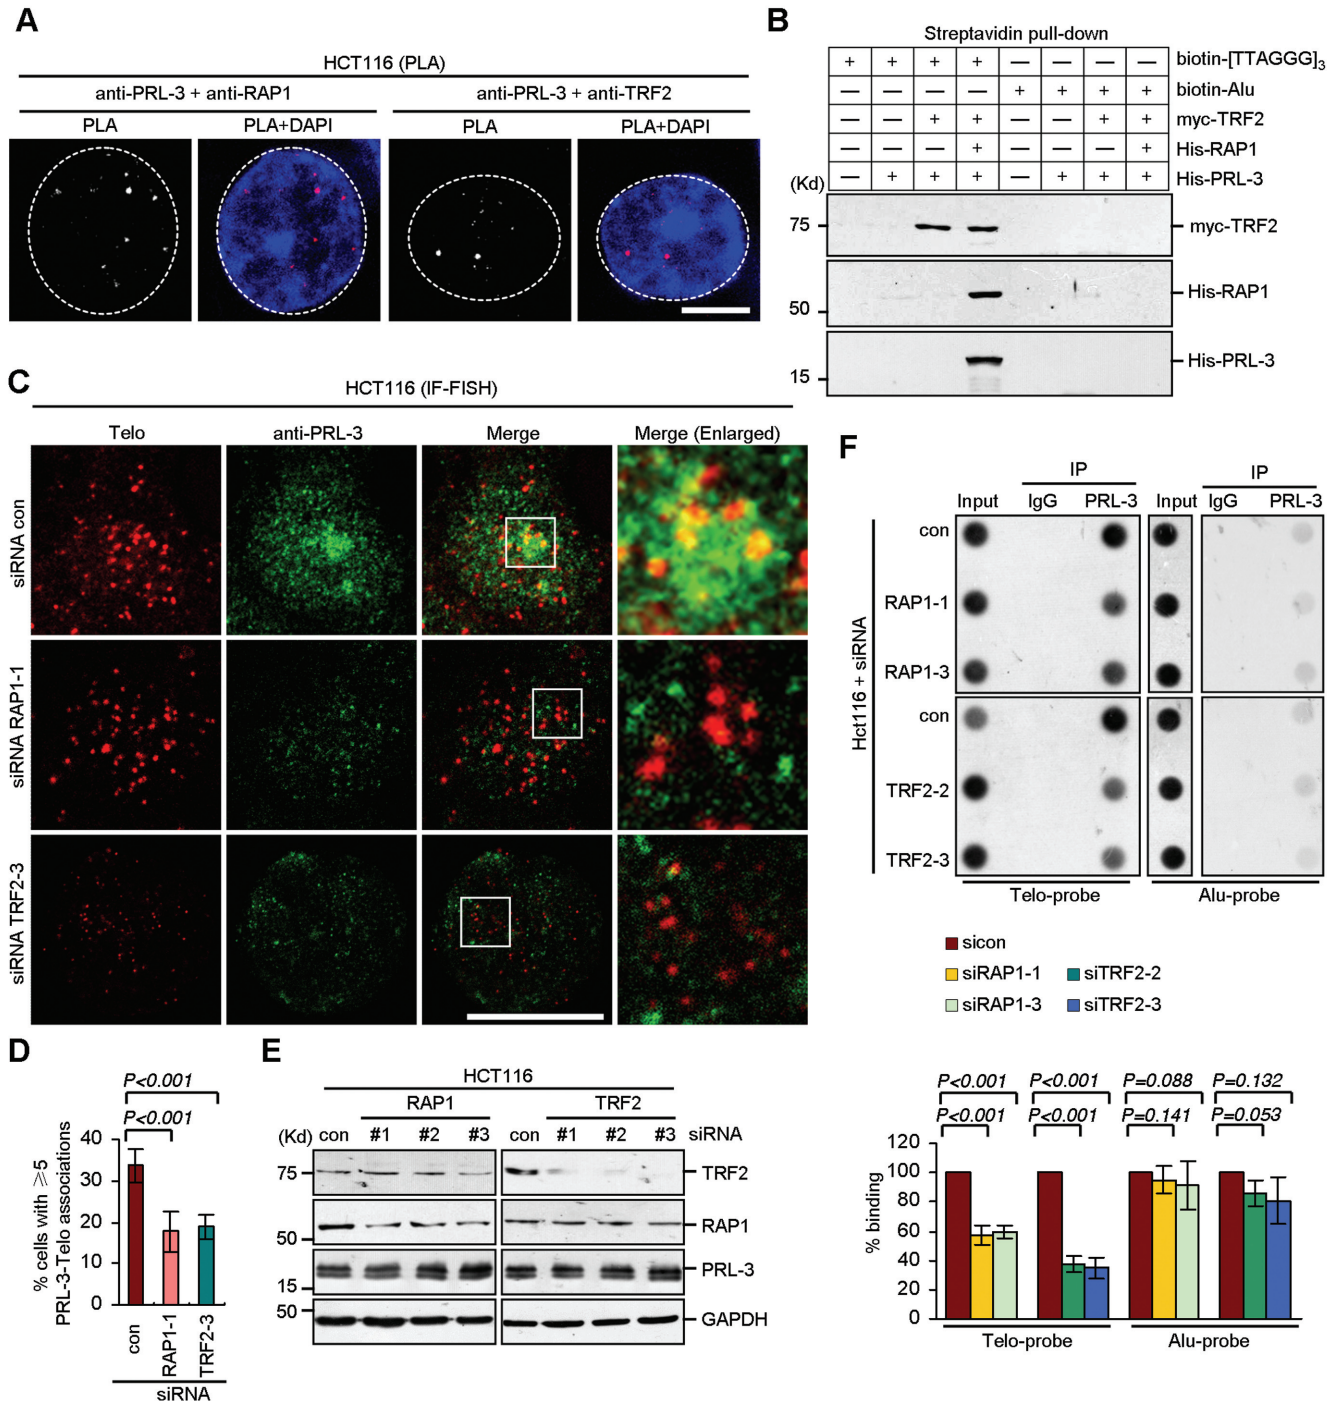 A
HCT116 (PLA)
anti-PRL-3 + anti-RAP1
anti-PRL-3 + anti-TRF2
PLA
PLA+DAPI
PLA
PLA+DAPI
B
Streptavidin pull-down
+ + + + — — — — biotin-[TTAGGG]3
— — — — + + + + biotin-Alu
— — + + — — + + myc-TRF2
— — — + — — — + His-RAP1
— + + + — + + + His-PRL-3
(Kd)
75
myc-TRF2
50
His-RAP1
15
His-PRL-3
C
HCT116 (IF-FISH)
Telo
anti-PRL-3
Merge
Merge (Enlarged)
siRNA con
siRNA RAP1-1
siRNA TRF2-3
D
P<0.001
P<0.001
% cells with ⩾5
PRL-3-Telo associations
40
30
20
10
0
con
RAP1-1
TRF2-3
siRNA
E
HCT116
RAP1
TRF2
(Kd) con #1 #2 #3 con #1 #2 #3 siRNA
75
TRF2
50
RAP1
15
PRL-3
50
GAPDH
F
IP
IP
Input IgG PRL-3
Input IgG PRL-3
Hct116 + siRNA
con
RAP1-1
RAP1-3
con
TRF2-2
TRF2-3
Telo-probe
Alu-probe
sicon
siRAP1-1
siTRF2-2
siRAP1-3
siTRF2-3
P<0.001 P<0.001 P=0.088 P=0.132
P<0.001 P<0.001 P=0.141 P=0.053
% binding
120
100
80
60
40
20
0
Telo-probe
Alu-probe